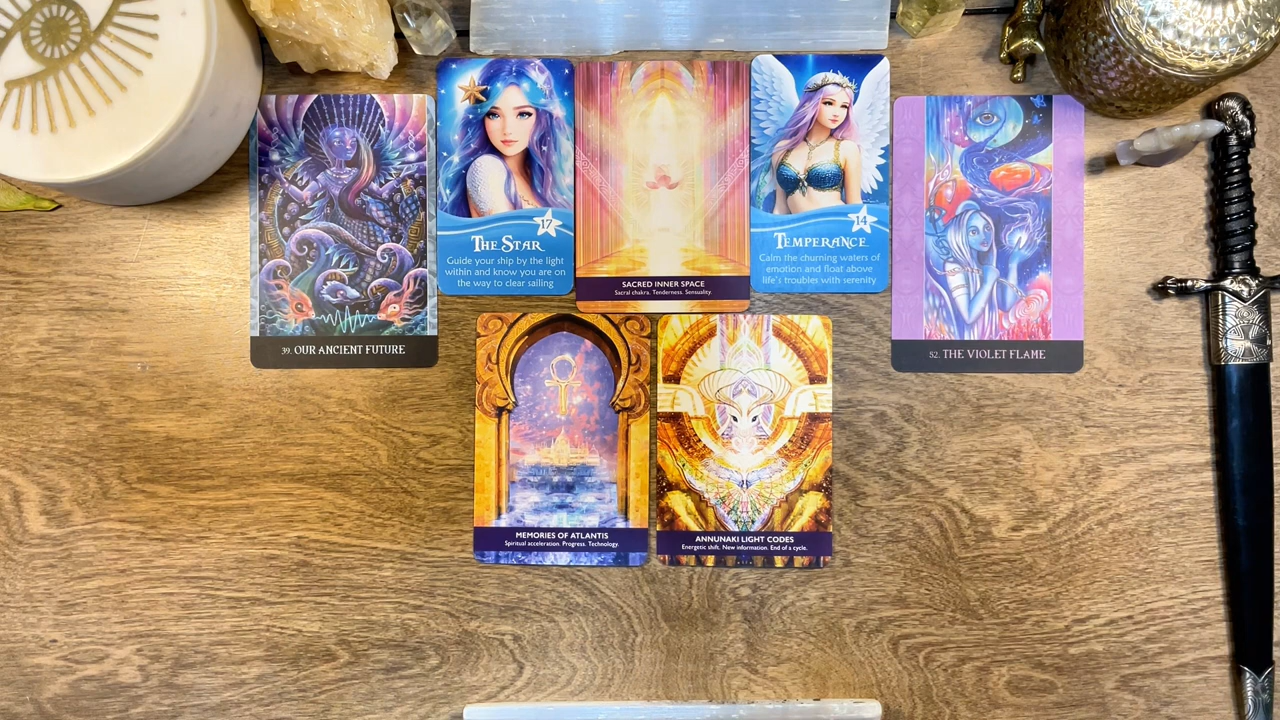 39. OUR ANCIENT FUTURE
17
THE STAR
Guide your ship by the light
within and know you are on
the way to clear sailing
SACRED INNER SPACE
Sacral chakra. Tenderness. Sensuality.
14
TEMPERANCE
Calm the churning waters of
emotion and float above
life's troubles with serenity
52. THE VIOLET FLAME
MEMORIES OF ATLANTIS
Spiritual acceleration. Progress. Technology.
ANNUNAKI LIGHT CODES
Energetic shift. New information. End of a cycle.